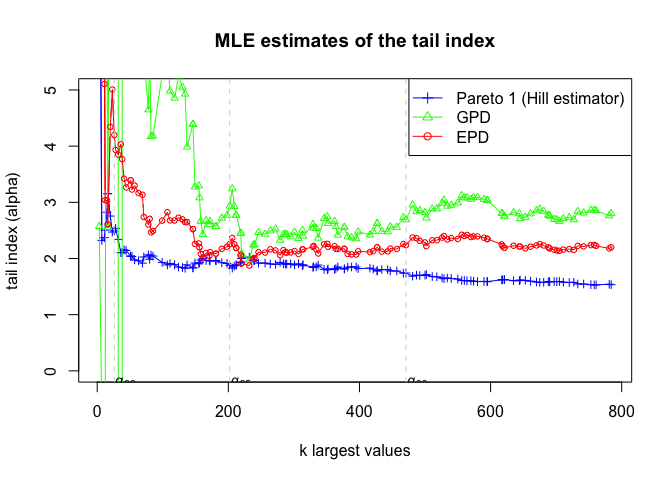 MLE estimates of the tail index
tail index (alpha)
5
4
3
2
1
0
Pareto 1 (Hill estimator)
GPD
EPD
0
200
400
600
800
k largest values